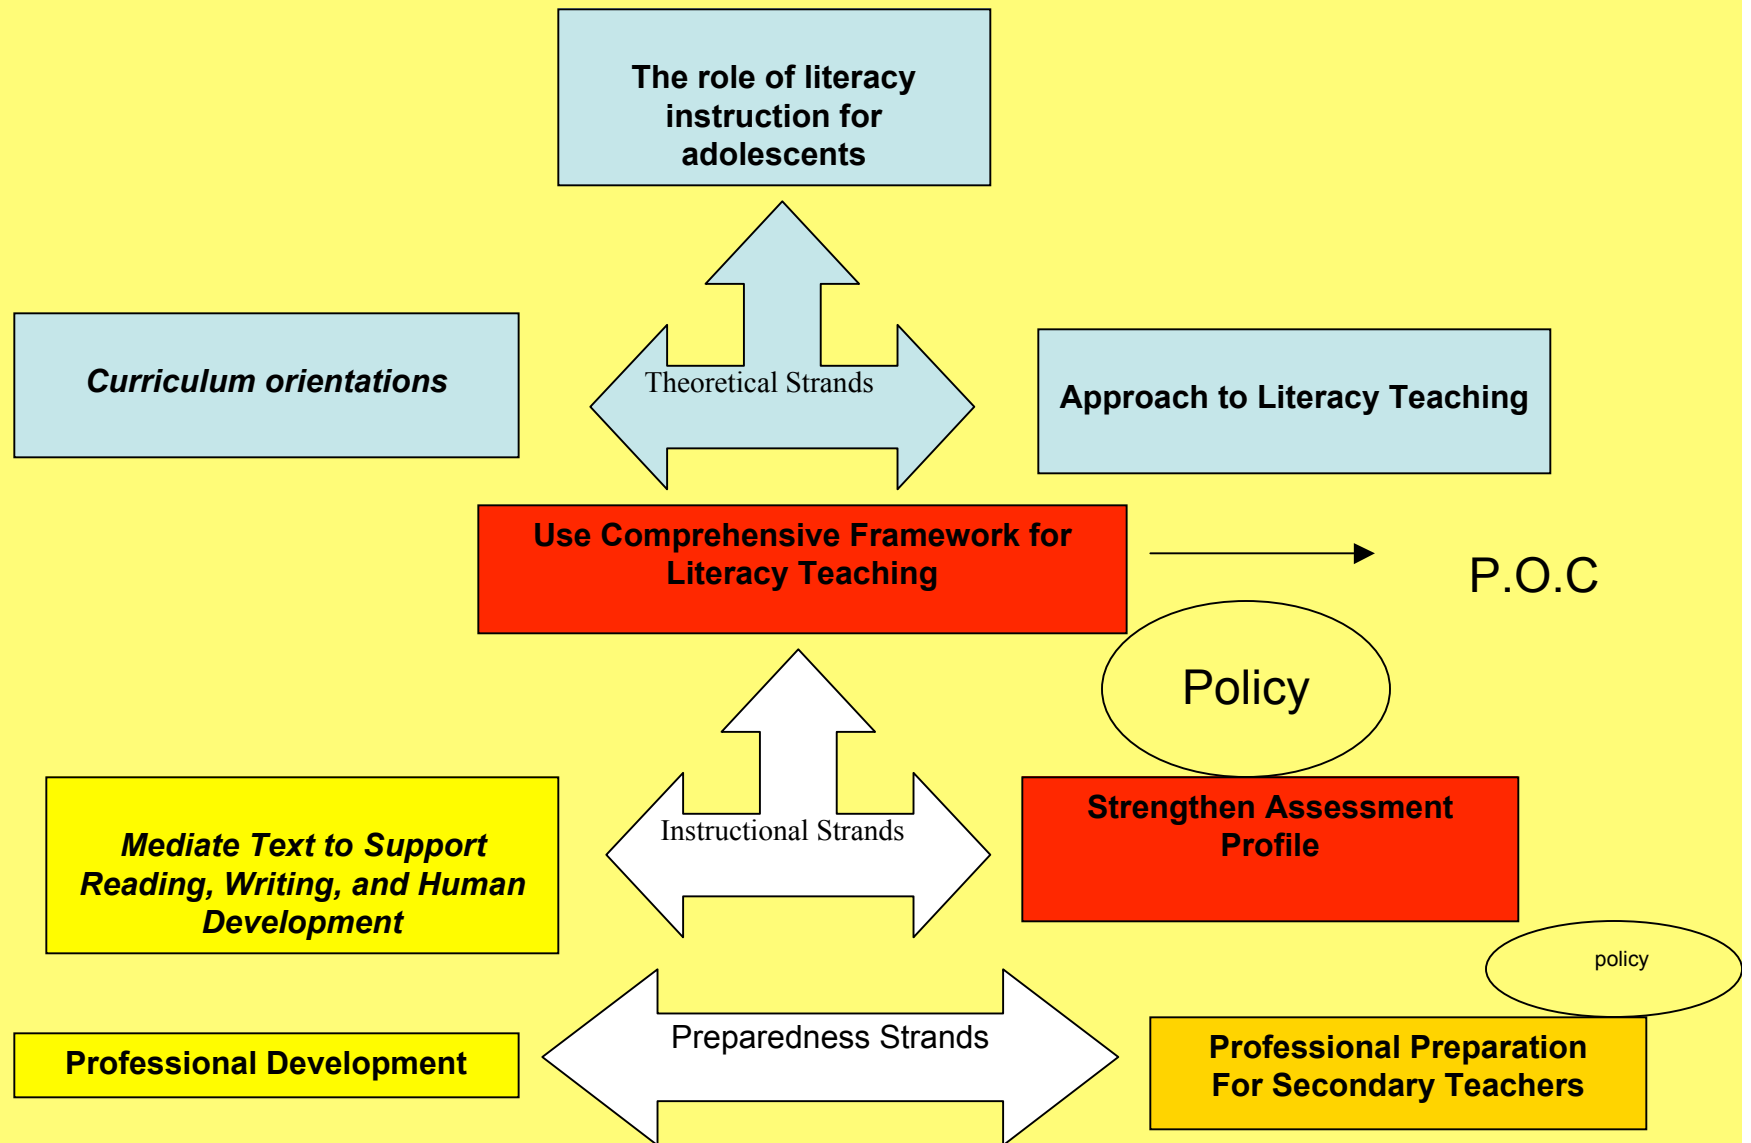 The role of literacy
instruction for
adolescents
Curriculum orientations
Theoretical Strands
Approach to Literacy Teaching
Use Comprehensive Framework for
Literacy Teaching
P.O.C
Policy
Mediate Text to Support
Reading, Writing, and Human
Development
Instructional Strands
Strengthen Assessment
Profile
policy
Professional Development
Preparedness Strands
Professional Preparation
For Secondary Teachers